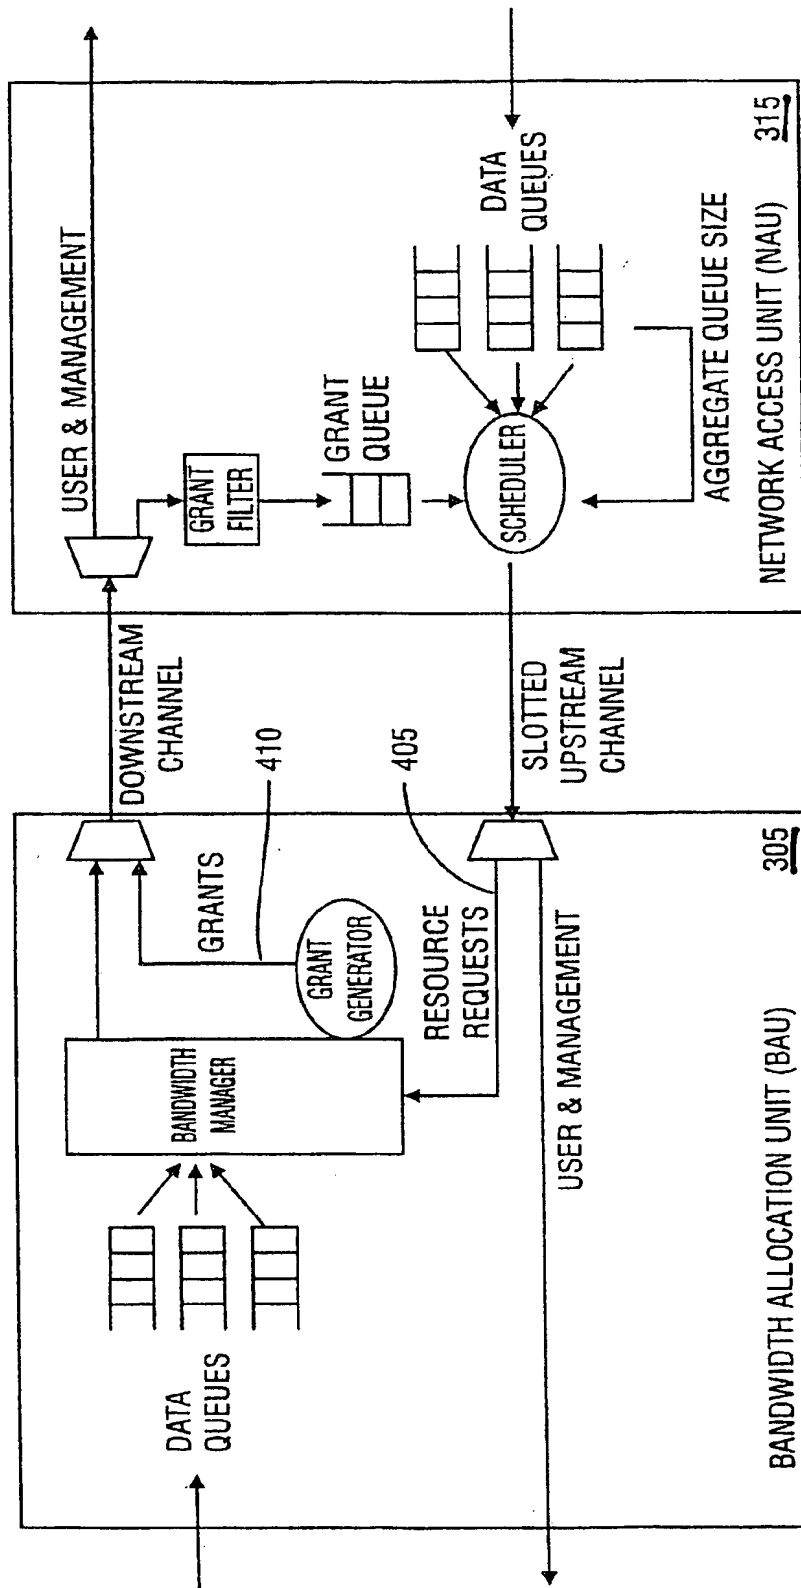 DATA
QUEUES
BANDWIDTH
MANAGER
GRANT
GENERATOR
GRANTS
410
RESOURCE
REQUESTS
405
USER & MANAGEMENT
BANDWIDTH ALLOCATION UNIT (BAU)
305
DOWNSTREAM
CHANNEL
SLOTTED
UPSTREAM
CHANNEL
USER & MANAGEMENT
GRANT
FILTER
GRANT
QUEUE
SCHEDULER
DATA
QUEUES
AGGREGATE QUEUE SIZE
NETWORK ACCESS UNIT (NAU)
315